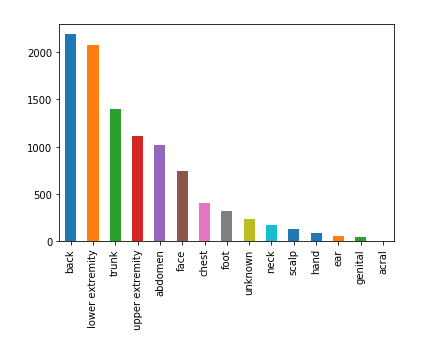 2000
1500
1000
500
0
back
lower extremity
trunk
upper extremity
abdomen
face
chest
foot
unknown
neck
scalp
hand
ear
genital
acral